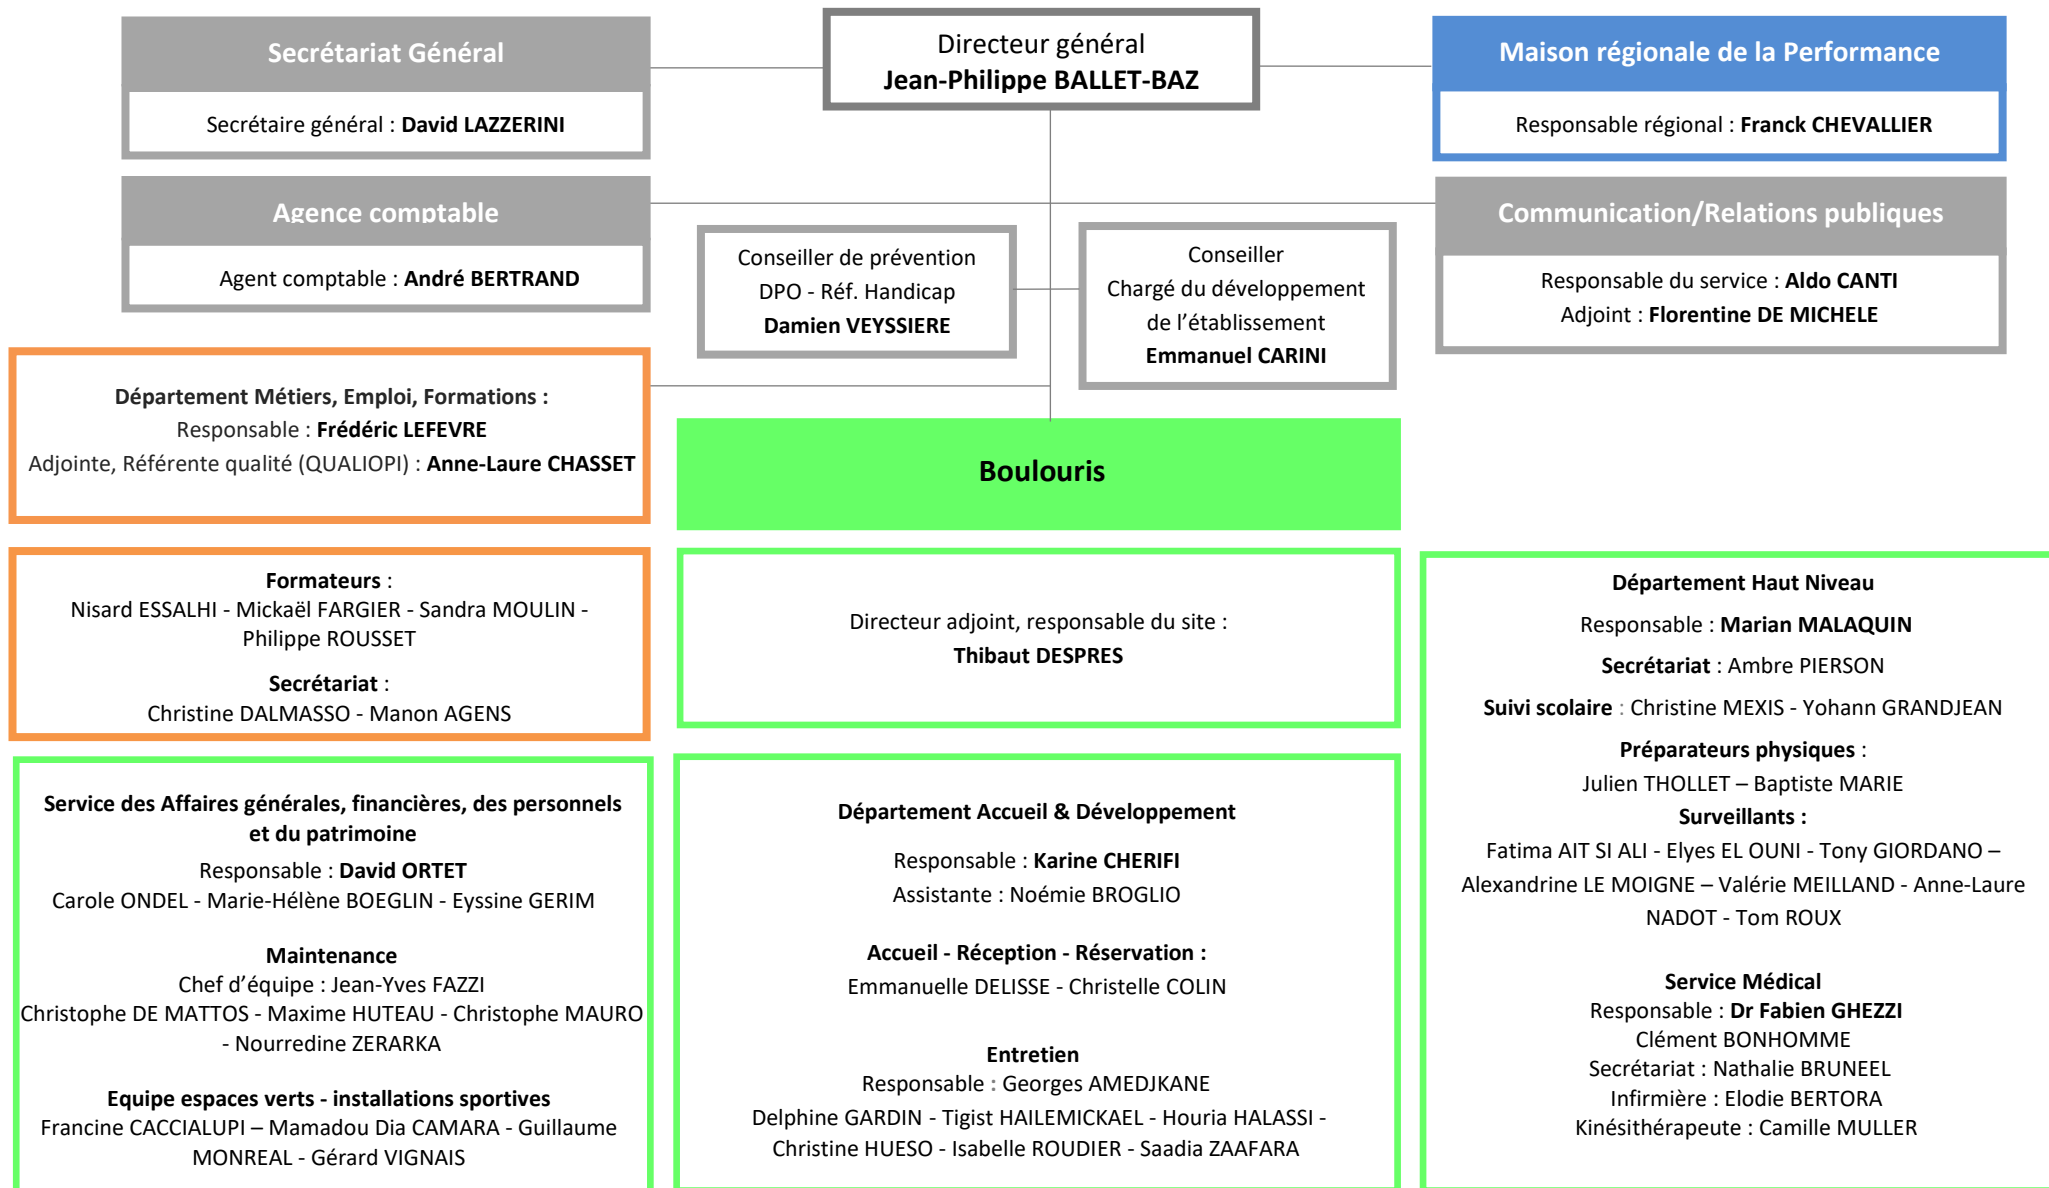 Secrétariat Général
Secrétaire général : David LAZZERINI
Directeur général
Jean-Philippe BALLET-BAZ
Maison régionale de la Performance
Responsable régional : Franck CHEVALLIER
Agence comptable
Agent comptable : André BERTRAND
Conseiller de prévention
DPO - Réf. Handicap
Damien VEYSSIERE
Conseiller
Chargé du développement
de l’établissement
Emmanuel CARINI
Communication/Relations publiques
Responsable du service : Aldo CANTI
Adjoint : Florentine DE MICHELE
Département Métiers, Emploi, Formations :
Responsable : Frédéric LEFEVRE
Adjointe, Référente qualité (QUALIOPI) : Anne-Laure CHASSET
Boulouris
Formateurs :
Nisard ESSALHI - Mickaël FARGIER - Sandra MOULIN -
Philippe ROUSSET
Secrétariat :
Christine DALMASSO - Manon AGENS
Directeur adjoint, responsable du site :
Thibaut DESPRES
Service des Affaires générales, financières, des personnels
et du patrimoine
Responsable : David ORTET
Carole ONDEL - Marie-Hélène BOEGLIN - Eyssine GERIM
Maintenance
Chef d’équipe : Jean-Yves FAZZI
Christophe DE MATTOS - Maxime HUTEAU - Christophe MAURO
- Nourredine ZERARKA
Equipe espaces verts - installations sportives
Francine CACCIALUPI – Mamadou Dia CAMARA - Guillaume
MONREAL - Gérard VIGNAIS
Département Accueil & Développement
Responsable : Karine CHERIFI
Assistante : Noémie BROGLIO
Accueil - Réception - Réservation :
Emmanuelle DELISSE - Christelle COLIN
Entretien
Responsable : Georges AMEDJKANE
Delphine GARDIN - Tigist HAILEMICKAEL - Houria HALASSI -
Christine HUESO - Isabelle ROUDIER - Saadia ZAAFARA
Département Haut Niveau
Responsable : Marian MALAQUIN
Secrétariat : Ambre PIERSON
Suivi scolaire : Christine MEXIS - Yohann GRANDJEAN
Préparateurs physiques :
Julien THOLLET – Baptiste MARIE
Surveillants :
Fatima AIT SI ALI - Elyes EL OUNI - Tony GIORDANO –
Alexandrine LE MOIGNE – Valérie MEILLAND - Anne-Laure
NADOT - Tom ROUX
Service Médical
Responsable : Dr Fabien GHEZZI
Clément BONHOMME
Secrétariat : Nathalie BRUNEEL
Infirmière : Elodie BERTORA
Kinésithérapeute : Camille MULLER